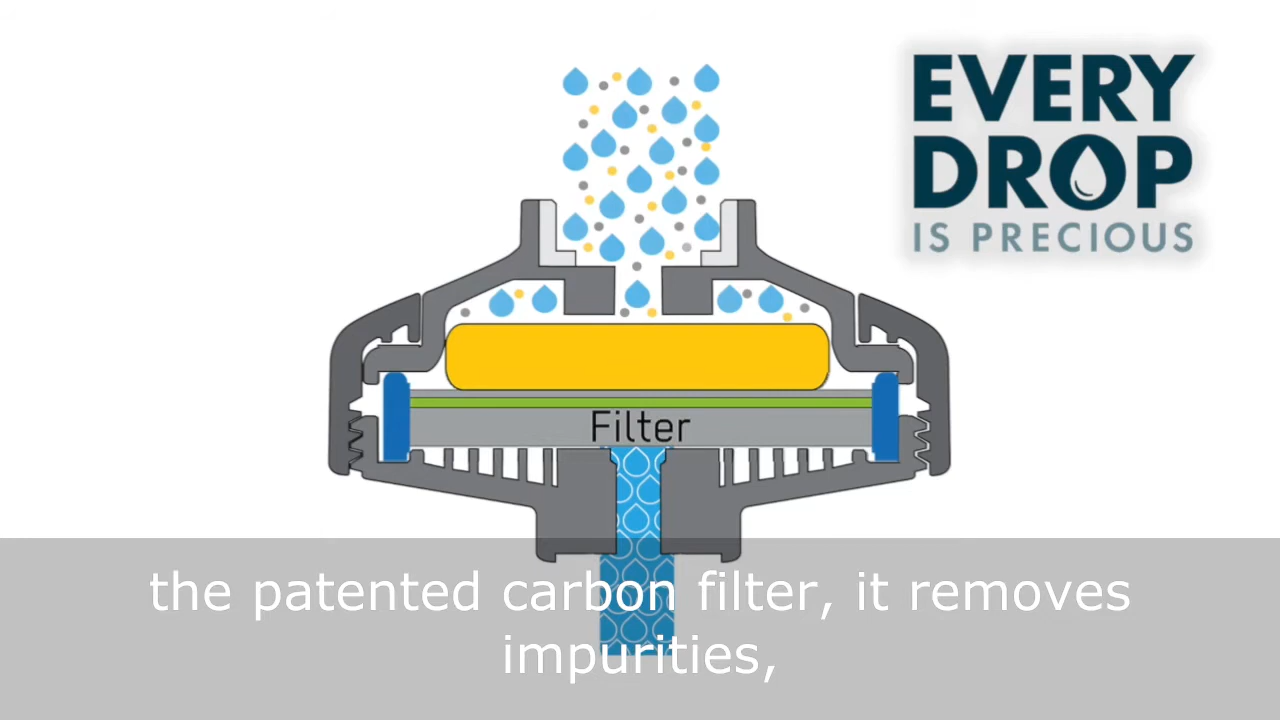 EVERY
DROP
IS PRECIOUS
Filter
the patented carbon filter, it removes
impurities,